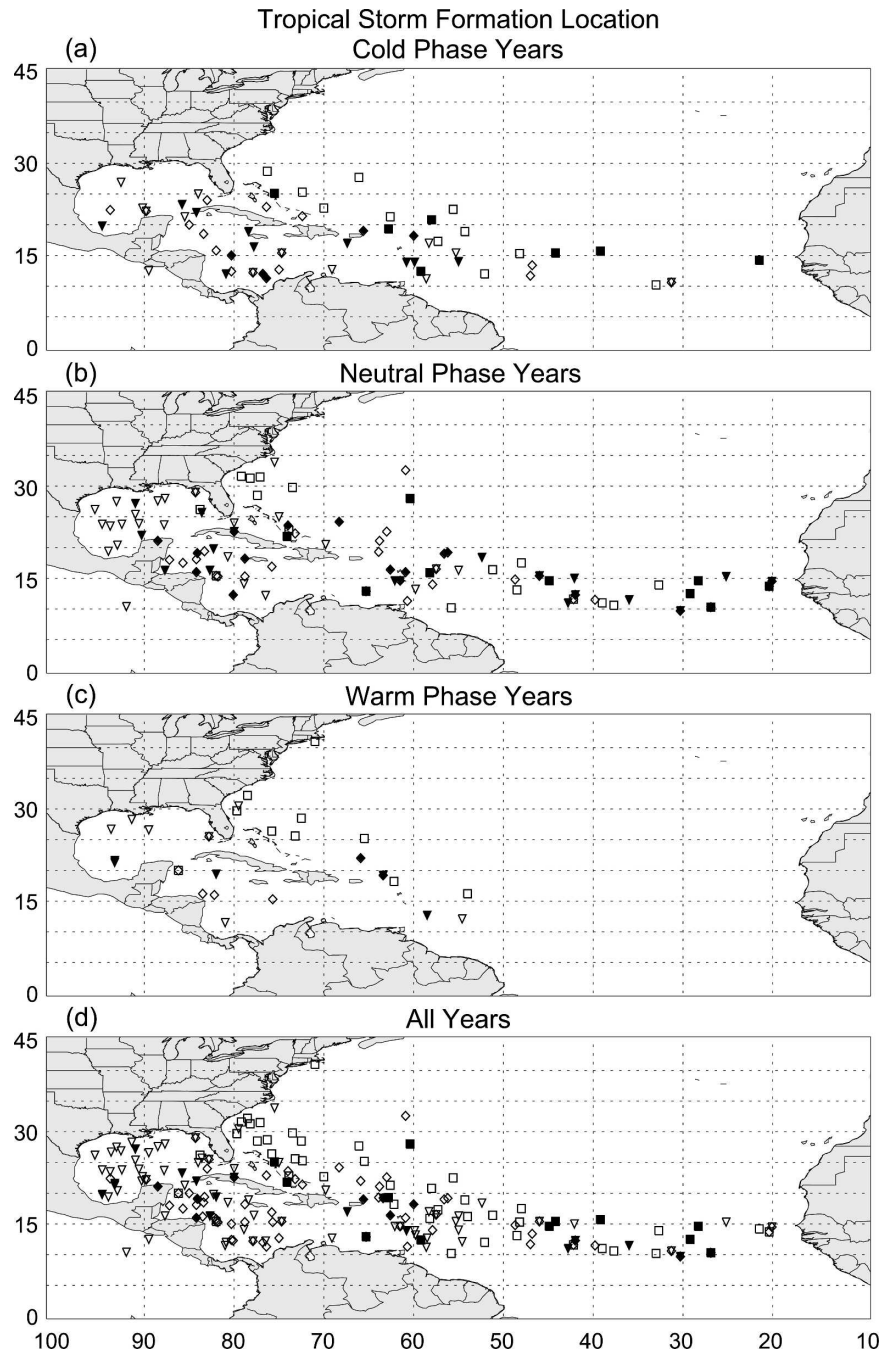 Tropical Storm Formation Location
(a) Cold Phase Years
45
30
15
0
(b) Neutral Phase Years
45
30
15
0
(c) Warm Phase Years
45
30
15
0
(d) All Years
45
30
15
0
100 90 80 70 60 50 40 30 20 10